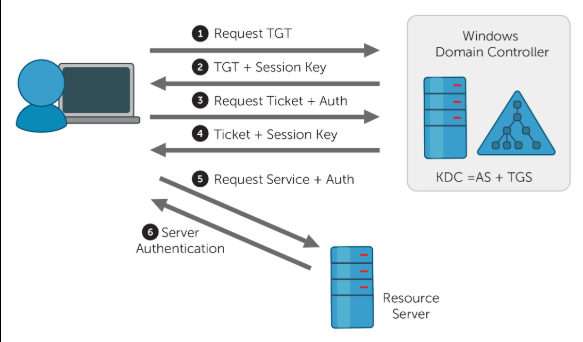 1 Request TGT
Windows
Domain Controller
2 TGT + Session Key
3 Request Ticket + Auth
4 Ticket + Session Key
KDC =AS + TGS
5 Request Service + Auth
6 Server
Authentication
Resource
Server